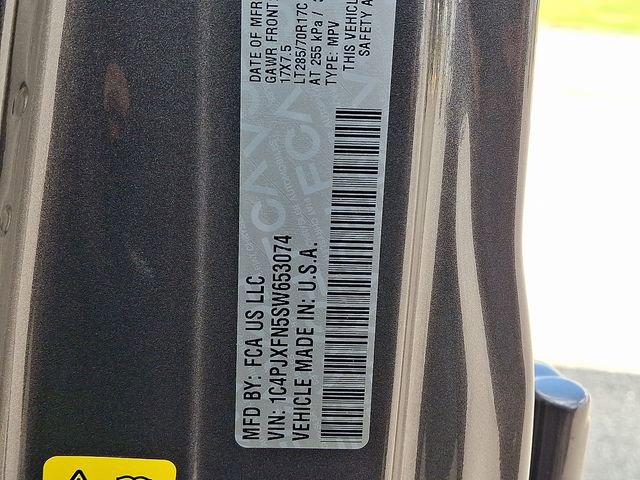 MFD BY: FCA US LLC
DATE OF MFR
VIN: 1C4PJXFN5SW653074
GAWR FRONT
VEHICLE MADE IN: U.S.A.
17X7.5
LT285/70R17C
AT 255 kPa /
TYPE: MPV
THIS VEHICL
SAFETY A